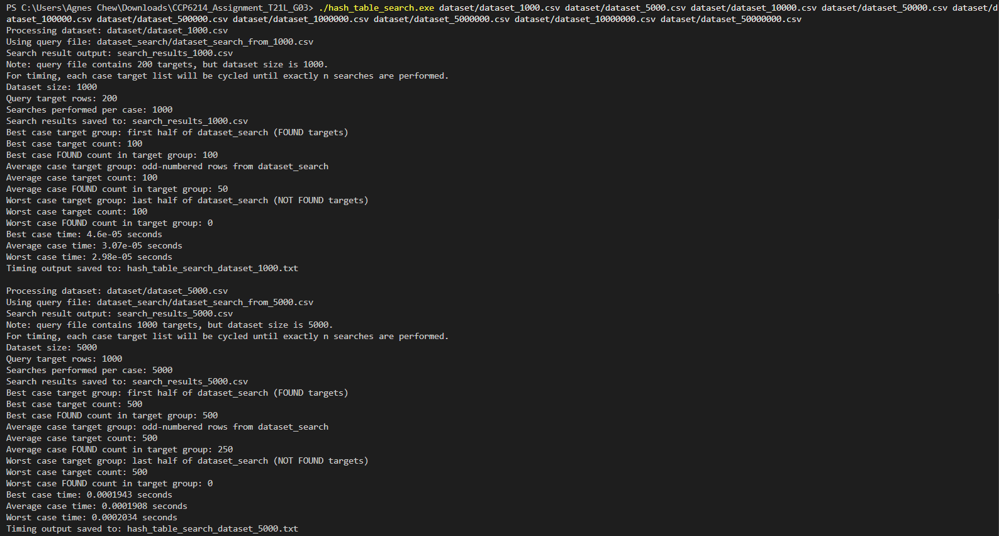 PS C:\Users\Agnes Chew\Downloads\CCP6214_Assignment_T21L_G03> ./hash_table_search.exe dataset/dataset_1000.csv dataset/dataset_5000.csv dataset/dataset_10000.csv dataset/dataset_50000.csv dataset/d
ataset_100000.csv dataset/dataset_500000.csv dataset/dataset_1000000.csv dataset/dataset_5000000.csv dataset/dataset_10000000.csv dataset/dataset_50000000.csv
Processing dataset: dataset/dataset_1000.csv
Using query file: dataset_search/dataset_search_from_1000.csv
Search result output: search_results_1000.csv
Note: query file contains 200 targets, but dataset size is 1000.
For timing, each case target list will be cycled until exactly n searches are performed.
Dataset size: 1000
Query target rows: 200
Searches performed per case: 1000
Search results saved to: search_results_1000.csv
Best case target group: first half of dataset_search (FOUND targets)
Best case target count: 100
Best case FOUND count in target group: 100
Average case target group: odd-numbered rows from dataset_search
Average case target count: 100
Average case FOUND count in target group: 50
Worst case target group: last half of dataset_search (NOT FOUND targets)
Worst case target count: 100
Worst case FOUND count in target group: 0
Best case time: 4.6e-05 seconds
Average case time: 3.07e-05 seconds
Worst case time: 2.98e-05 seconds
Timing output saved to: hash_table_search_dataset_1000.txt

Processing dataset: dataset/dataset_5000.csv
Using query file: dataset_search/dataset_search_from_5000.csv
Search result output: search_results_5000.csv
Note: query file contains 1000 targets, but dataset size is 5000.
For timing, each case target list will be cycled until exactly n searches are performed.
Dataset size: 5000
Query target rows: 1000
Searches performed per case: 5000
Search results saved to: search_results_5000.csv
Best case target group: first half of dataset_search (FOUND targets)
Best case target count: 500
Best case FOUND count in target group: 500
Average case target group: odd-numbered rows from dataset_search
Average case target count: 500
Average case FOUND count in target group: 250
Worst case target group: last half of dataset_search (NOT FOUND targets)
Worst case target count: 500
Worst case FOUND count in target group: 0
Best case time: 0.0001943 seconds
Average case time: 0.0001908 seconds
Worst case time: 0.0002034 seconds
Timing output saved to: hash_table_search_dataset_5000.txt